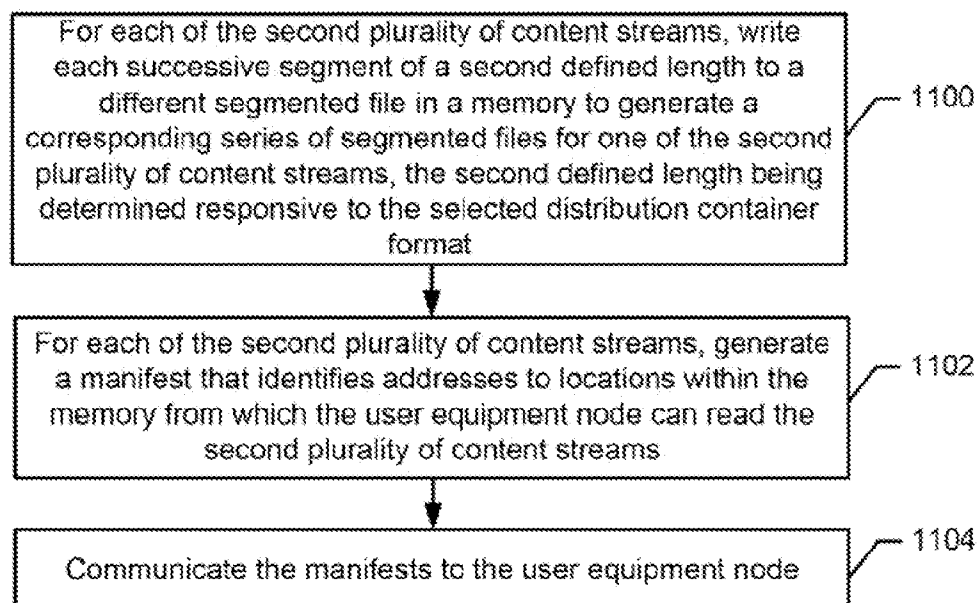 For each of the second plurality of content streams, write
each successive segment of a second defined length to a
different segmented file in a memory to generate a
corresponding series of segmented files for one of the second
plurality of content streams, the second defined length being
determined responsive to the selected distribution container
format
1100
For each of the second plurality of content streams, generate
a manifest that identifies addresses to locations within the
memory from which the user equipment node can read the
second plurality of content streams
1102
Communicate the manifests to the user equipment node
1104